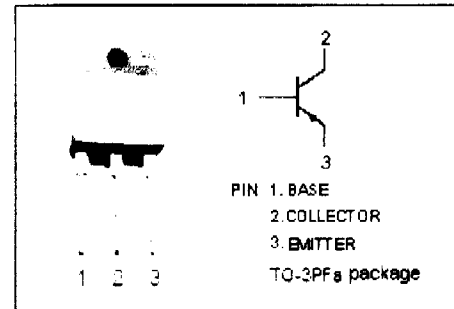 2
1
3
PIN 1. BASE
2. COLLECTOR
3. EMITTER
1 2 3
TO-3PFa package